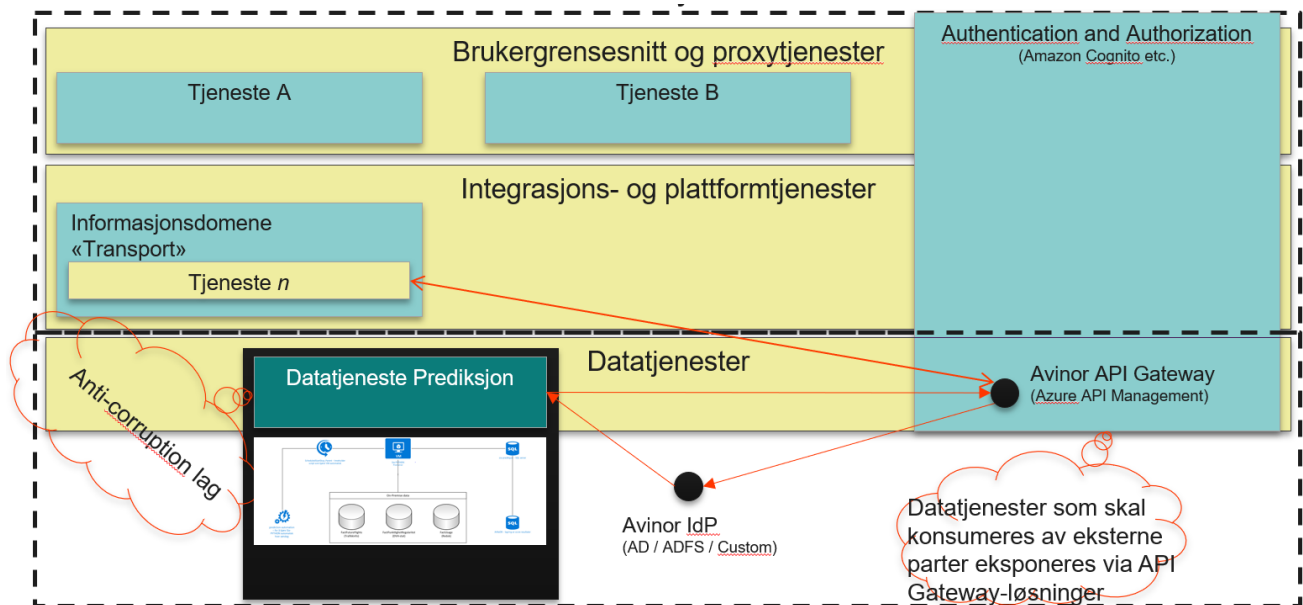 Brukergrensesnitt og proxytjenester
Authentication and Authorization
(Amazon Cognito etc.)
Tjeneste A
Tjeneste B
Integrasjons- og plattformtjenester
Informasjonsdomene
«Transport»
Tjeneste n
Datatjenester
Datatjeneste Prediksjon
Avinor API Gateway
(Azure API Management)
Anti-corruption lag
Avinor IdP
(AD / ADFS / Custom)
Datatjenester som skal
konsumeres av eksterne
parter eksponeres via API
Gateway-løsninger
SQL
SQL